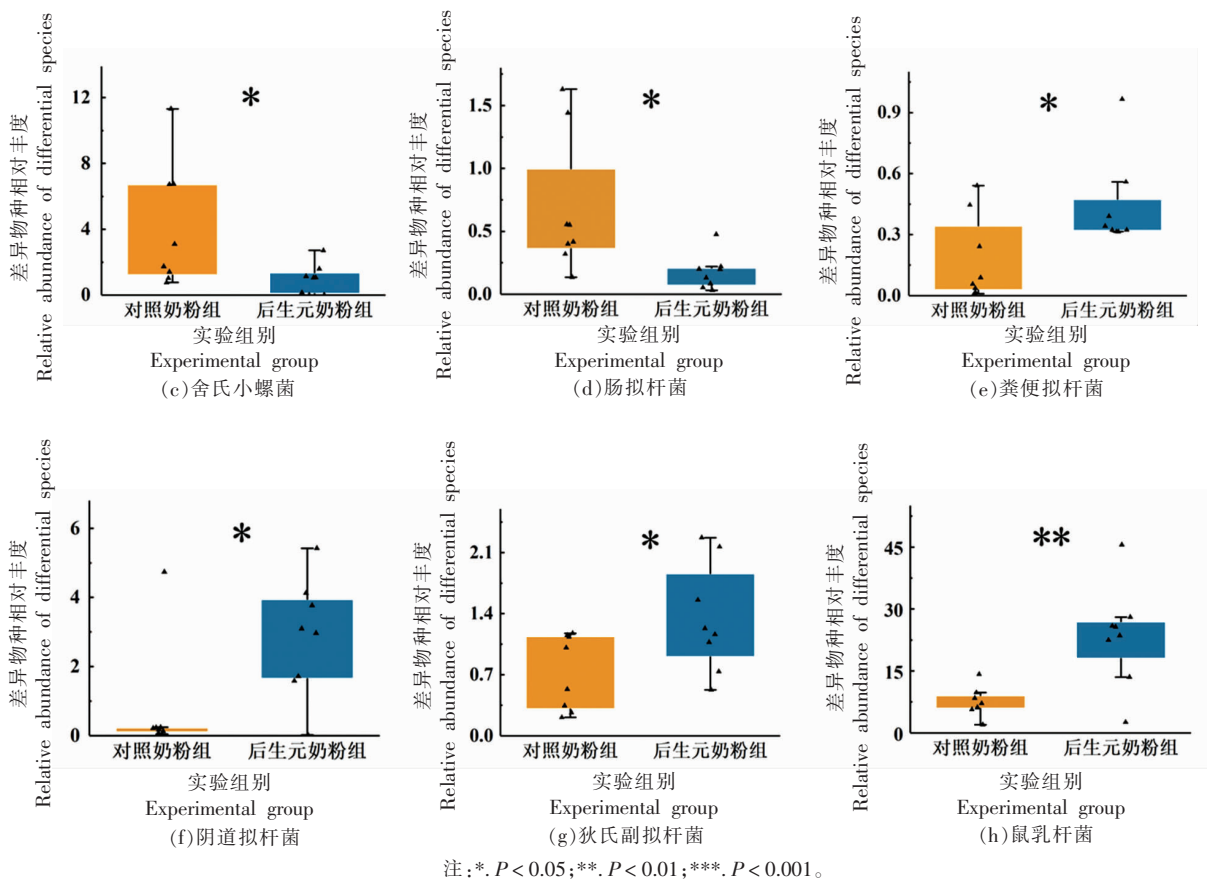 差异物种相对丰度
Relative abundance of differential species
12
8
4
0
*
对照奶粉组 后生元奶粉组
实验组别
Experimental group
(c)舍氏小螺菌
差异物种相对丰度
Relative abundance of differential species
1.5
1.0
0.5
0.0
*
对照奶粉组 后生元奶粉组
实验组别
Experimental group
(d)肠拟杆菌
差异物种相对丰度
Relative abundance of differential species
0.9
0.6
0.3
0.0
*
对照奶粉组 后生元奶粉组
实验组别
Experimental group
(e)粪便拟杆菌
差异物种相对丰度
Relative abundance of differential species
6
4
2
0
*
对照奶粉组 后生元奶粉组
实验组别
Experimental group
(f)阴道拟杆菌
差异物种相对丰度
Relative abundance of differential species
2.1
1.4
0.7
0.0
*
对照奶粉组 后生元奶粉组
实验组别
Experimental group
(g)狄氏副拟杆菌
差异物种相对丰度
Relative abundance of differential species
45
30
15
0
**
对照奶粉组 后生元奶粉组
实验组别
Experimental group
(h)鼠乳杆菌
注:*. P<0.05;**. P<0.01;***. P<0.001。